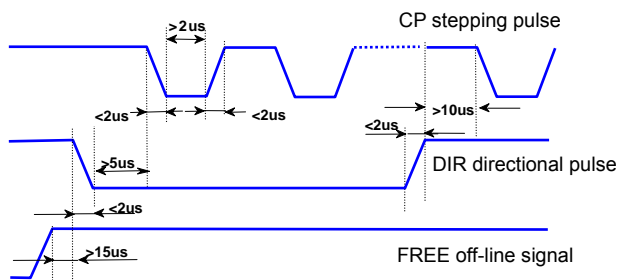 CP stepping pulse
>2us
<2us
<2us
>10us
<2us
>5us
DIR directional pulse
<2us
>15us
FREE off-line signal